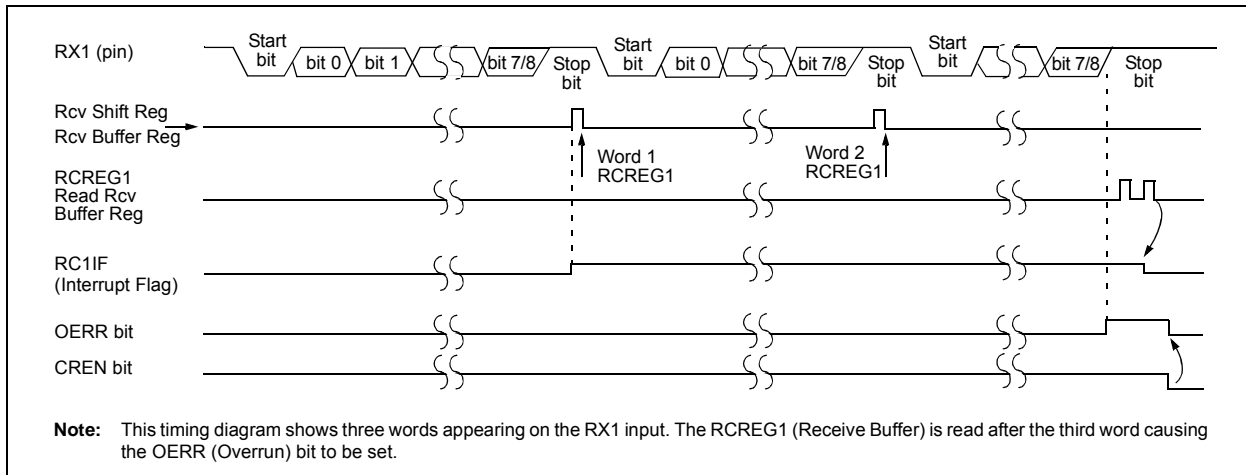 RX1 (pin)
Start
bit
bit 0
bit 1
bit 7/8
Stop
bit
Start
bit
bit 0
bit 7/8
Stop
bit
Start
bit
bit 7/8
Stop
bit
Rcv Shift Reg
Rcv Buffer Reg
Word 1
RCREG1
Word 2
RCREG1
RCREG1
Read Rcv
Buffer Reg
RC1IF
(Interrupt Flag)
OERR bit
CREN bit
Note: This timing diagram shows three words appearing on the RX1 input. The RCREG1 (Receive Buffer) is read after the third word causing
the OERR (Overrun) bit to be set.